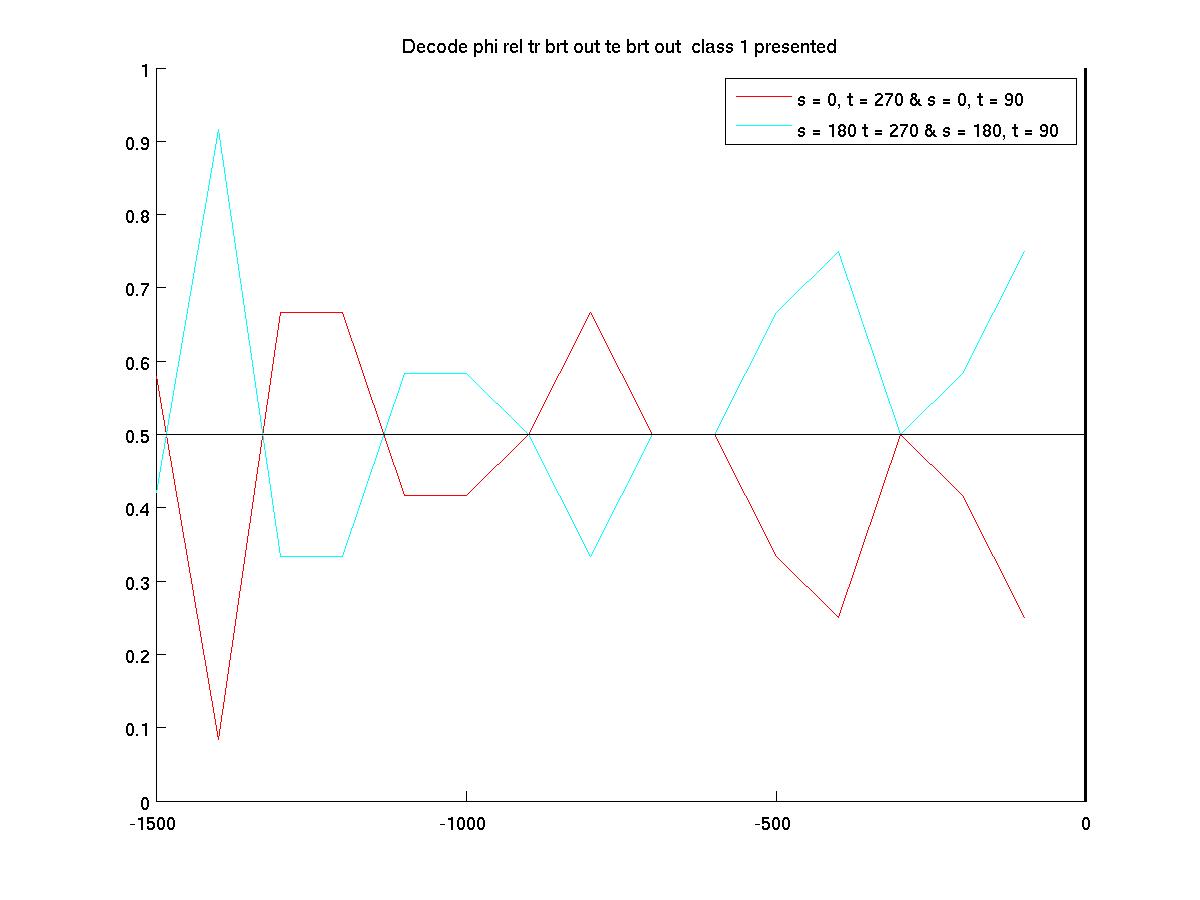 Decode phi rel tr brt out te brt out  class 1 presented
1
s = 0, t = 270 & s = 0, t = 90
s = 180 t = 270 & s = 180, t = 90
0.9
0.8
0.7
0.6
0.5
0.4
0.3
0.2
0.1
0
-1500 -1000 -500 0